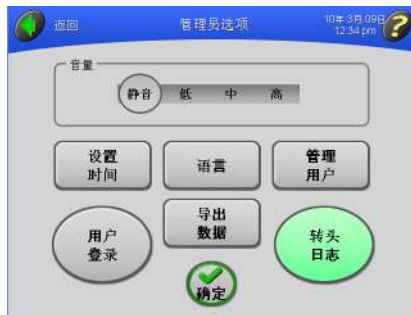 返回
管理员选项
10年 3月 09日
12:34 pm
?
音量
静音 低 中 高
设置
时间
语言
管理
用户
用户
登录
导出
数据
转头
日志
确定